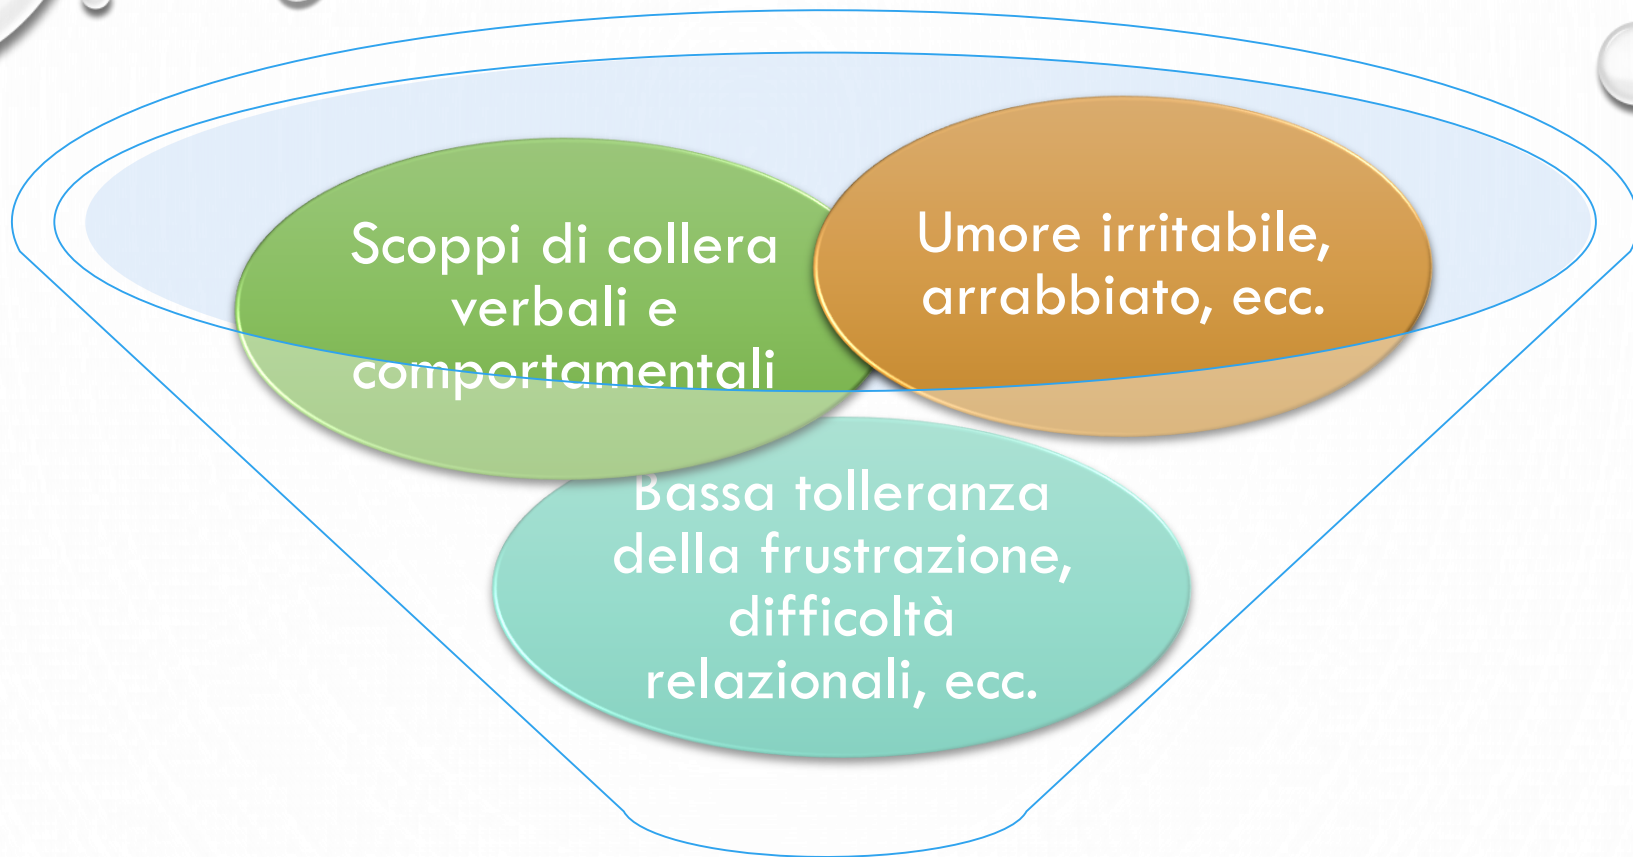 Scoppi di collera
verbali e
comportamentali
Umore irritabile,
arrabbiato, ecc.
Bassa tolleranza
della frustrazione,
difficoltà
relazionali, ecc.